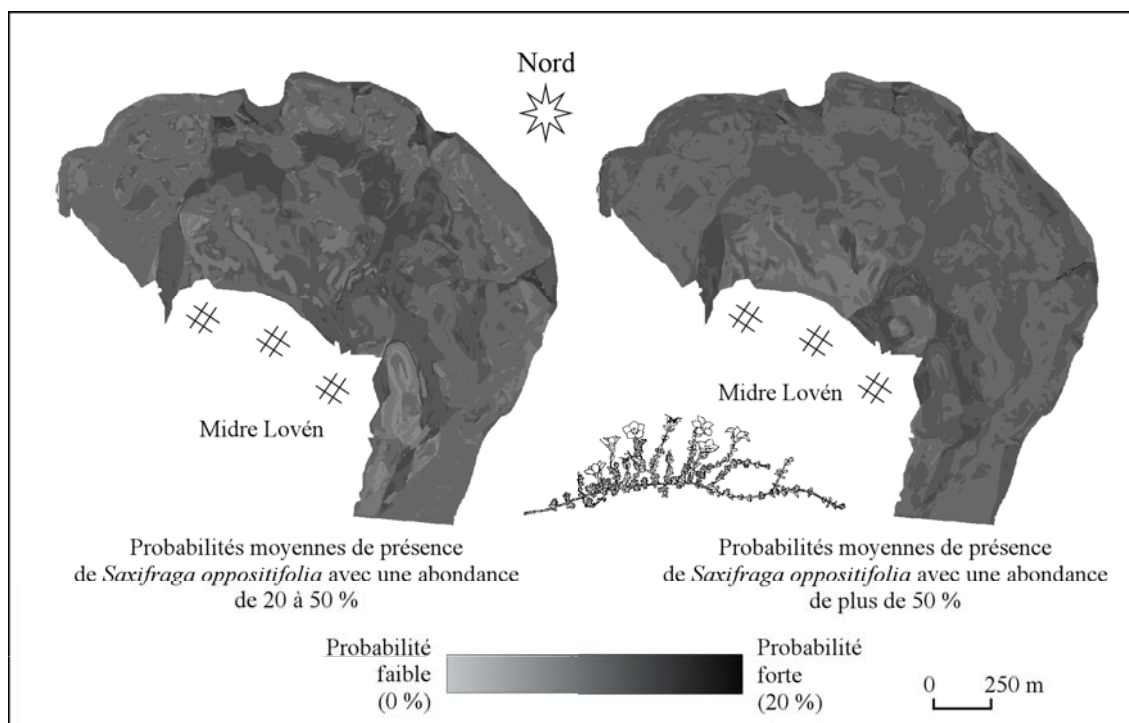 Nord
Midre Lovén
Midre Lovén
Probabilités moyennes de présence
de Saxifraga oppositifolia avec une abondance
de 20 à 50 %
Probabilités moyennes de présence
de Saxifraga oppositifolia avec une abondance
de plus de 50 %
Probabilité
faible
(0 %)
Probabilité
forte
(20 %)
0 250 m